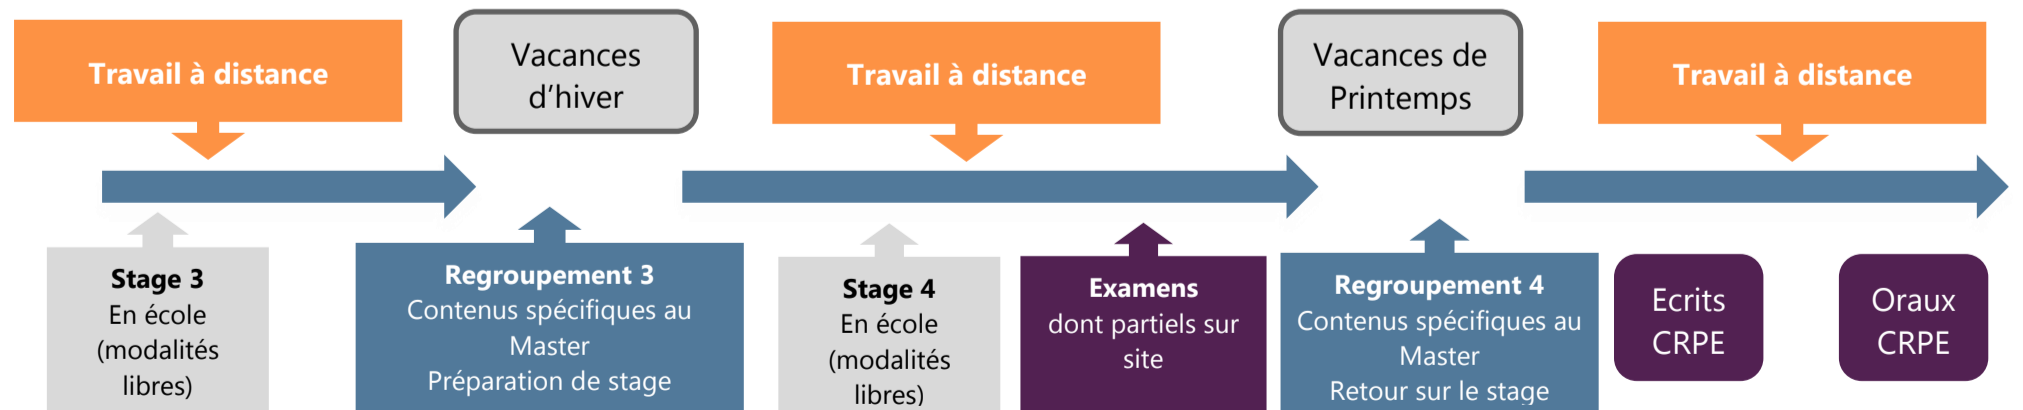 Travail à distance
Vacances
d’hiver
Travail à distance
Vacances de
Printemps
Travail à distance
Stage 3
En école
(modalités
libres)
Regroupement 3
Contenus spécifiques au
Master
Préparation de stage
Stage 4
En école
(modalités
libres)
Examens
dont partiels sur
site
Regroupement 4
Contenus spécifiques au
Master
Retour sur le stage
Ecrits
CRPE
Oraux
CRPE